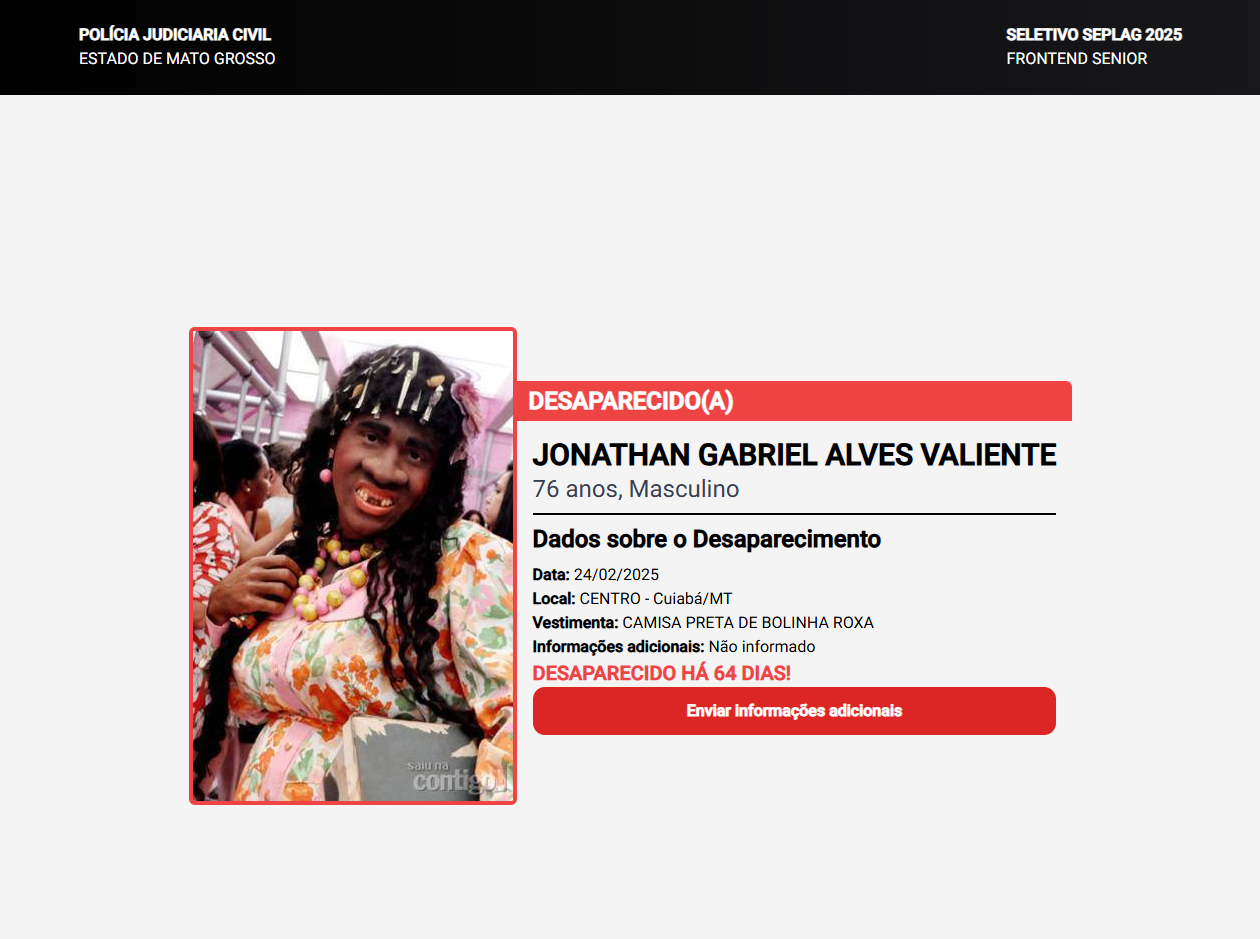 POLÍCIA JUDICIARIA CIVIL
ESTADO DE MATO GROSSO
SELETIVO SEPLAG 2025
FRONTEND SENIOR
DESAPARECIDO(A)
JONATHAN GABRIEL ALVES VALIENTE
76 anos, Masculino
Dados sobre o Desaparecimento
Data: 24/02/2025
Local: CENTRO - Cuiabá/MT
Vestimenta: CAMISA PRETA DE BOLINHA ROXA
Informações adicionais: Não informado
DESAPARECIDO HÁ 64 DIAS!
Enviar informações adicionais
saiu na
contigo!